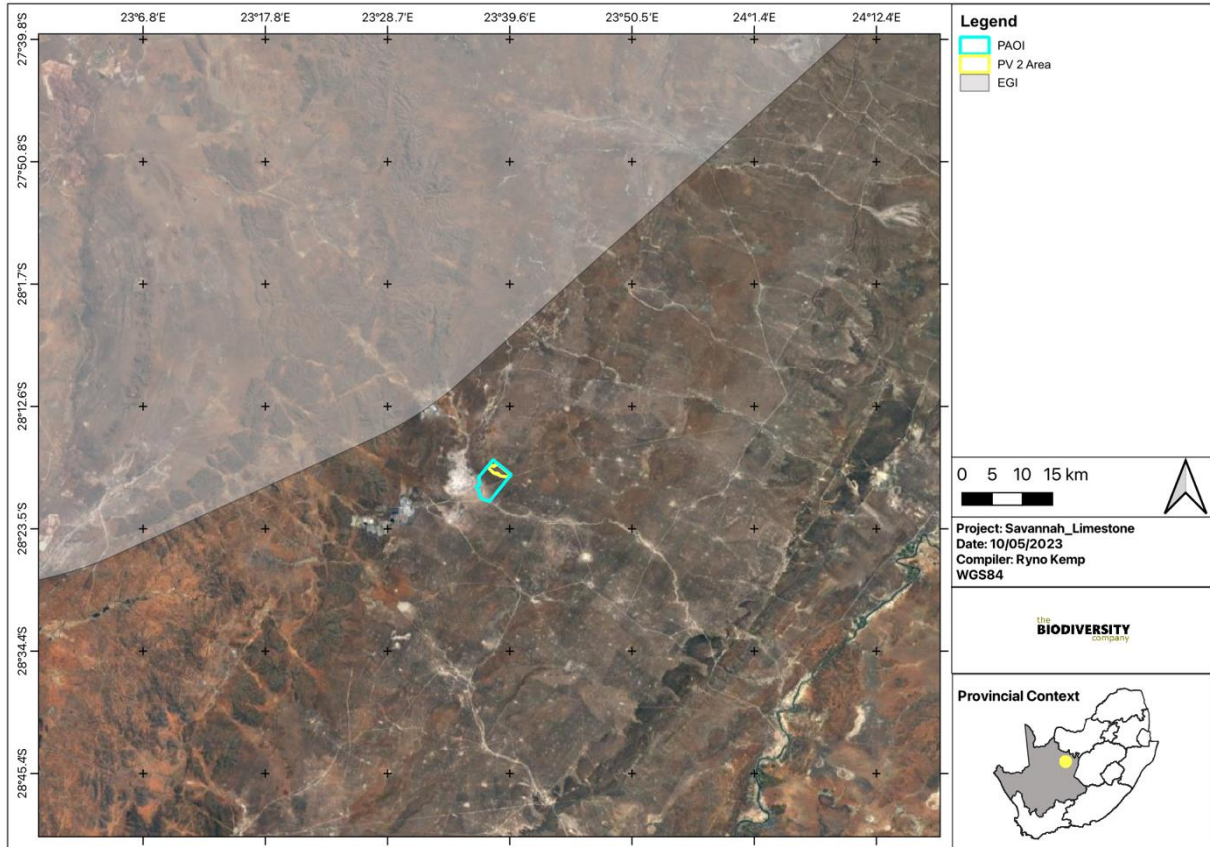 23°6.8'E 23°17.8'E 23°28.7'E 23°39.6'E 23°50.5'E 24°1.4'E 24°12.4'E
27°39.8'S
27°50.8'S
28°1.7'S
28°12.6'S
28°23.5'S
28°34.4'S
28°45.4'S
Legend
PAOI
PV 2 Area
EGI
0 5 10 15 km
Project: Savannah_Limestone
Date: 10/05/2023
Compiler: Ryno Kemp
WGS84
the
BIODIVERSITY
company
Provincial Context